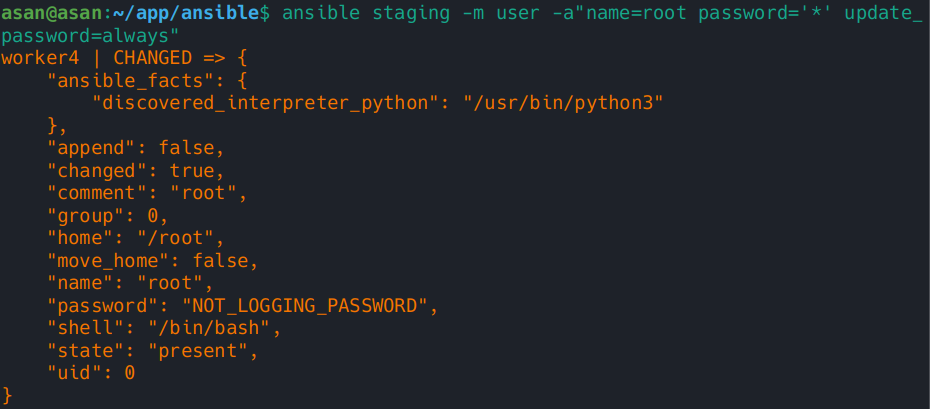 asan@asan:~/app/ansible$ ansible staging -m user -a"name=root password='*' update_
password=always"
worker4 | CHANGED => {
    "ansible_facts": {
        "discovered_interpreter_python": "/usr/bin/python3"
    },
    "append": false,
    "changed": true,
    "comment": "root",
    "group": 0,
    "home": "/root",
    "move_home": false,
    "name": "root",
    "password": "NOT_LOGGING_PASSWORD",
    "shell": "/bin/bash",
    "state": "present",
    "uid": 0
}